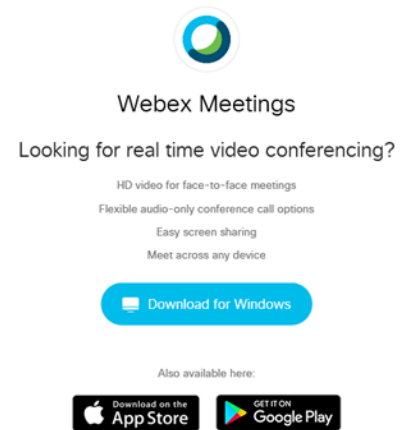 Webex Meetings
Looking for real time video conferencing?
HD video for face-to-face meetings
Flexible audio-only conference call options
Easy screen sharing
Meet across any device
Download for Windows
Also available here:
Download on the
App Store
GET IT ON
Google Play